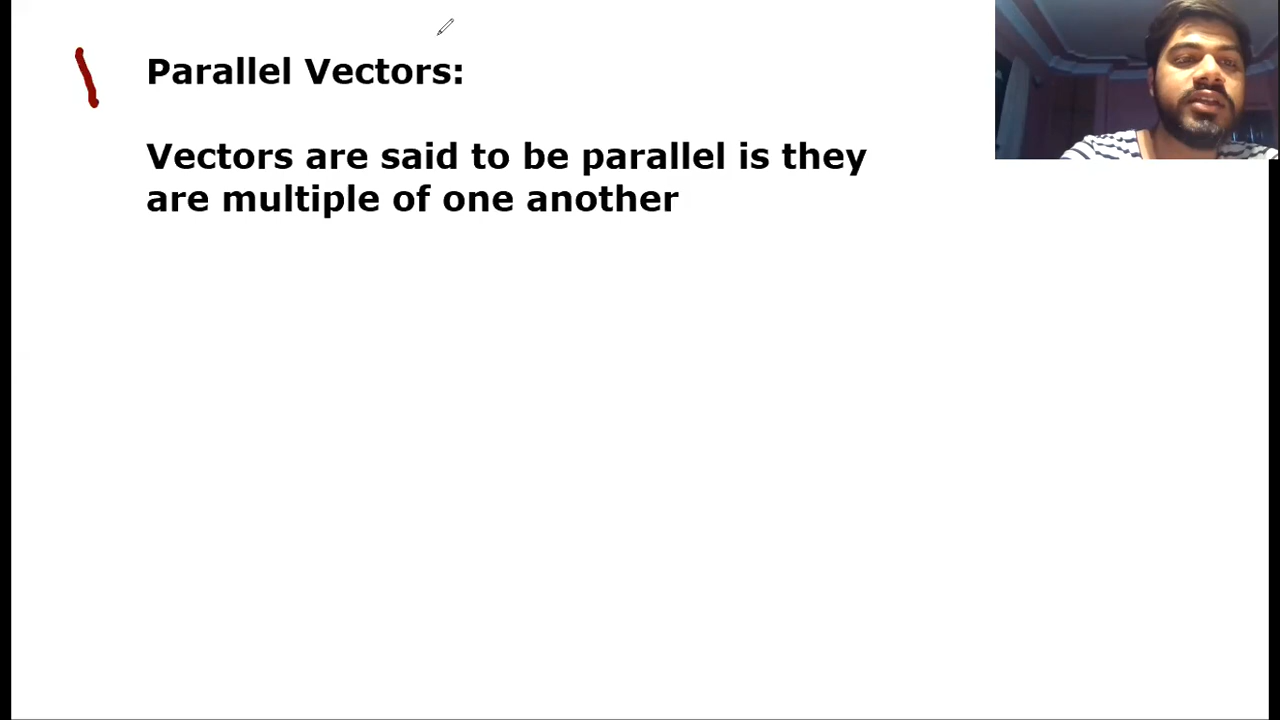 Parallel Vectors:
Vectors are said to be parallel is they
are multiple of one another